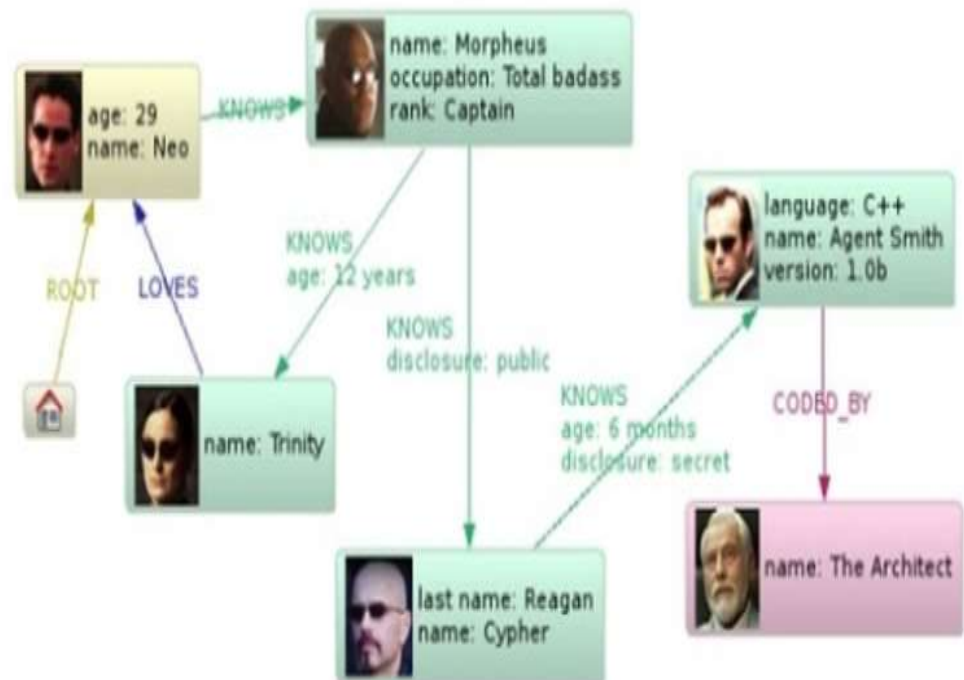 name: Morpheus
occupation: Total badass
rank: Captain
age: 29
name: Neo
KNOWS
language: C++
name: Agent Smith
version: 1.0b
KNOWS
age: 12 years
ROOT
LOVES
KNOWS
disclosure: public
KNOWS
age: 6 months
disclosure: secret
CODED_BY
name: Trinity
name: The Architect
last name: Reagan
name: Cypher